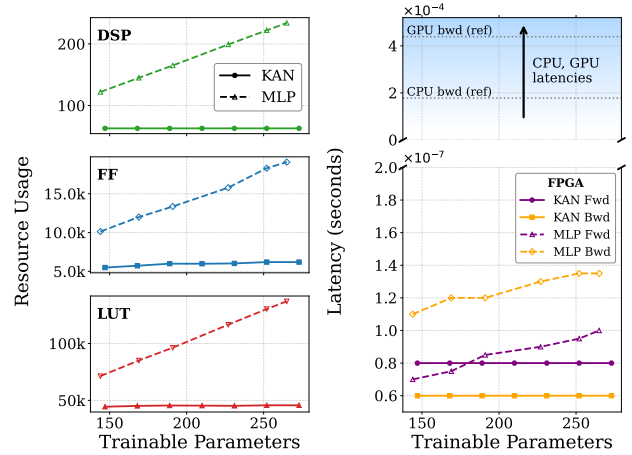 DSP
200
100
KAN
MLP
FF
15.0k
10.0k
5.0k
LUT
100k
50k
150
200
250
Trainable Parameters
Resource Usage
×10⁻⁴
4
2
0
GPU bwd (ref)
CPU, GPU
latencies
CPU bwd (ref)
×10⁻⁷
2.0
1.8
1.6
1.4
1.2
1.0
0.8
0.6
FPGA
KAN Fwd
KAN Bwd
MLP Fwd
MLP Bwd
150
200
250
Trainable Parameters
Latency (seconds)